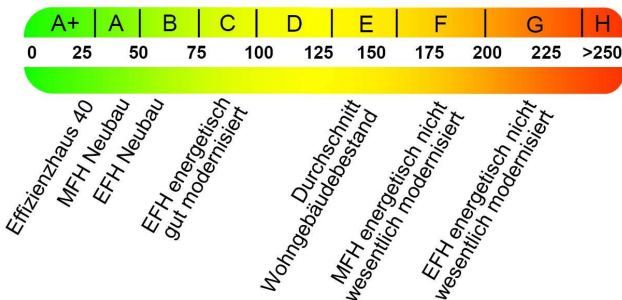 A+ A B C D E F G H
0 25 50 75 100 125 150 175 200 225 >250
Effizienzhaus 40
MFH Neubau
EFH Neubau
EFH energetisch
gut modernisiert
Durchschnitt
Wohngebäudebestand
MFH energetisch nicht
wesentlich modernisiert
EFH energetisch nicht
wesentlich modernisiert